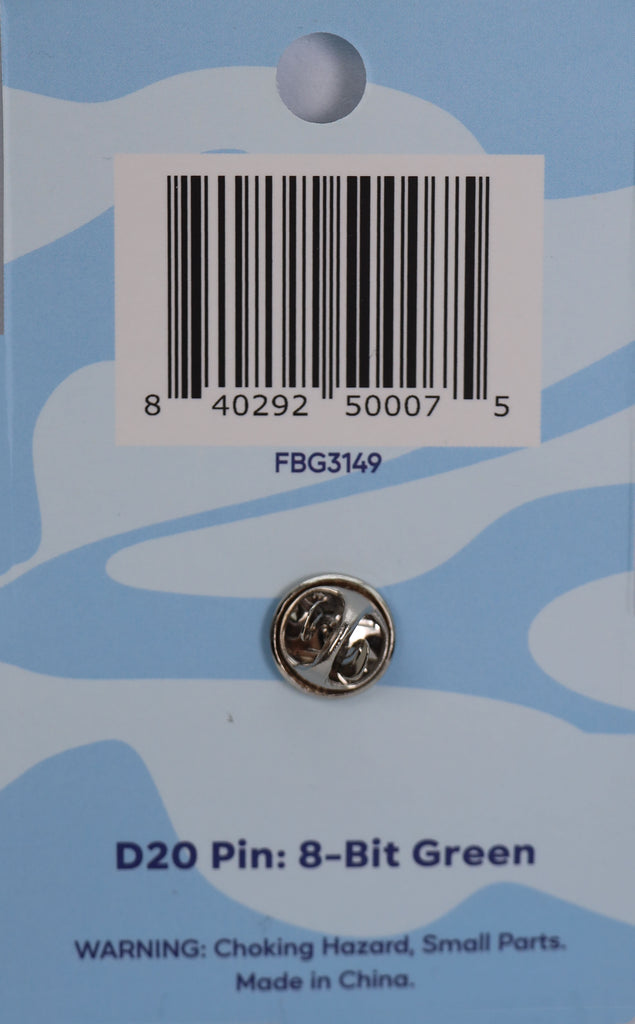 8 40292 50007 5
FBG3149
D20 Pin: 8-Bit Green
WARNING: Choking Hazard, Small Parts.
Made in China.